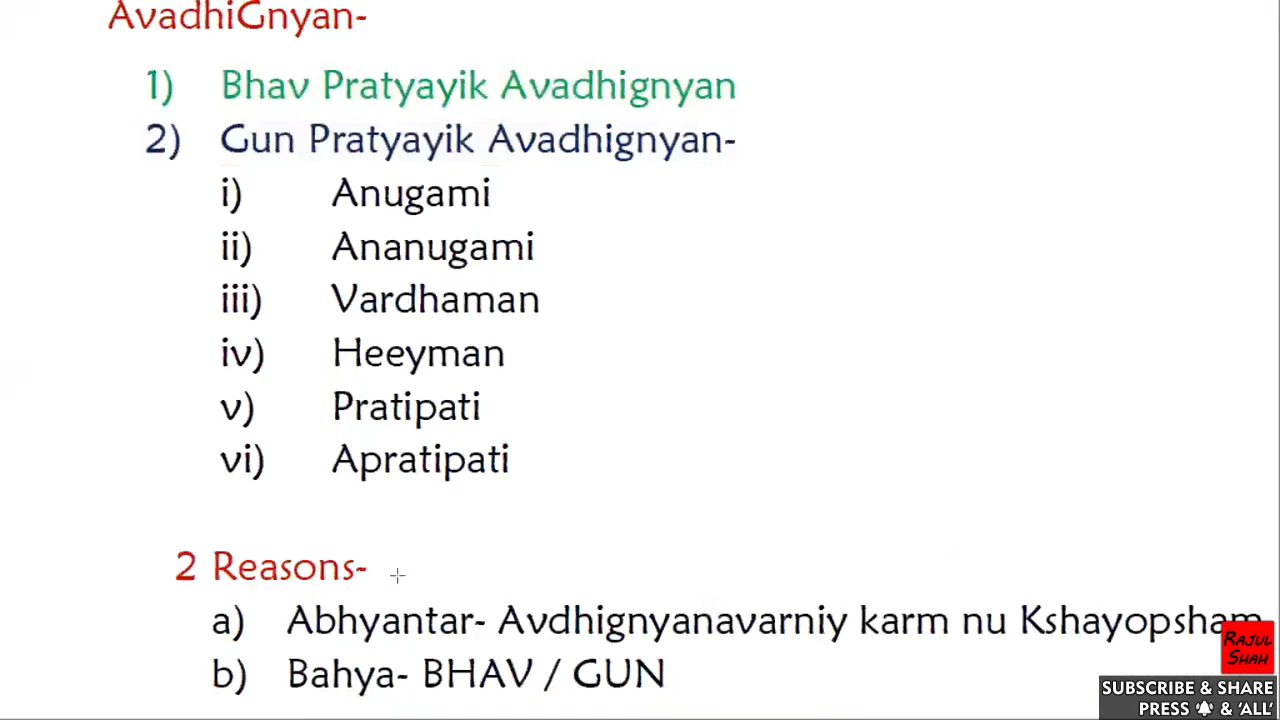 AvadhiGnyan-
1) Bhav Pratyayik Avadhignyan
2) Gun Pratyayik Avadhignyan-
i) Anugami
ii) Ananugami
iii) Vardhaman
iv) Heeyman
v) Pratipati
vi) Apratipati
2 Reasons-
a) Abhyantar- Avdhignyanavarniy karm nu Kshayopsham
b) Bahya- BHAV / GUN
RAJUL
SHAH
SUBSCRIBE & SHARE
PRESS & ‘ALL’